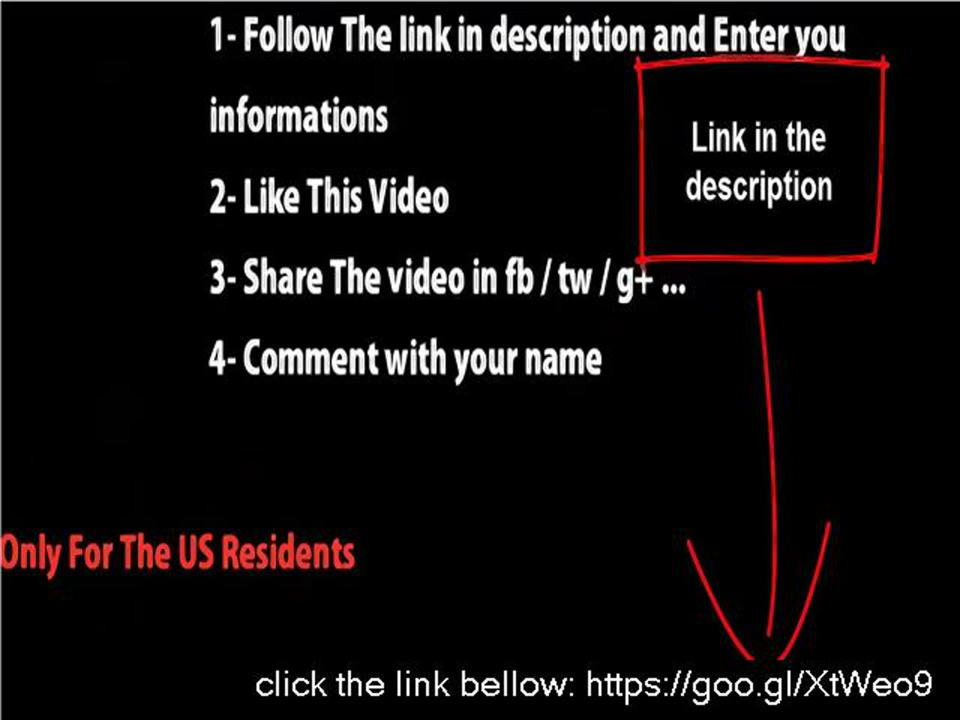 1- Follow The link in description and Enter you
informations
Link in the
description
2- Like This Video
3- Share The video in fb / tw / g+ ...
4- Comment with your name
Only For The US Residents
click the link bellow: https://goo.gl/XtWeo9